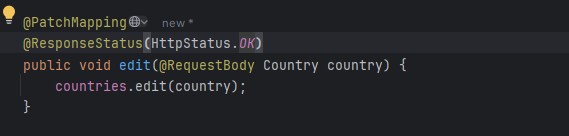 @PatchMapping new *
@ResponseStatus(HttpStatus.OK)
public void edit(@RequestBody Country country) {
    countries.edit(country);
}